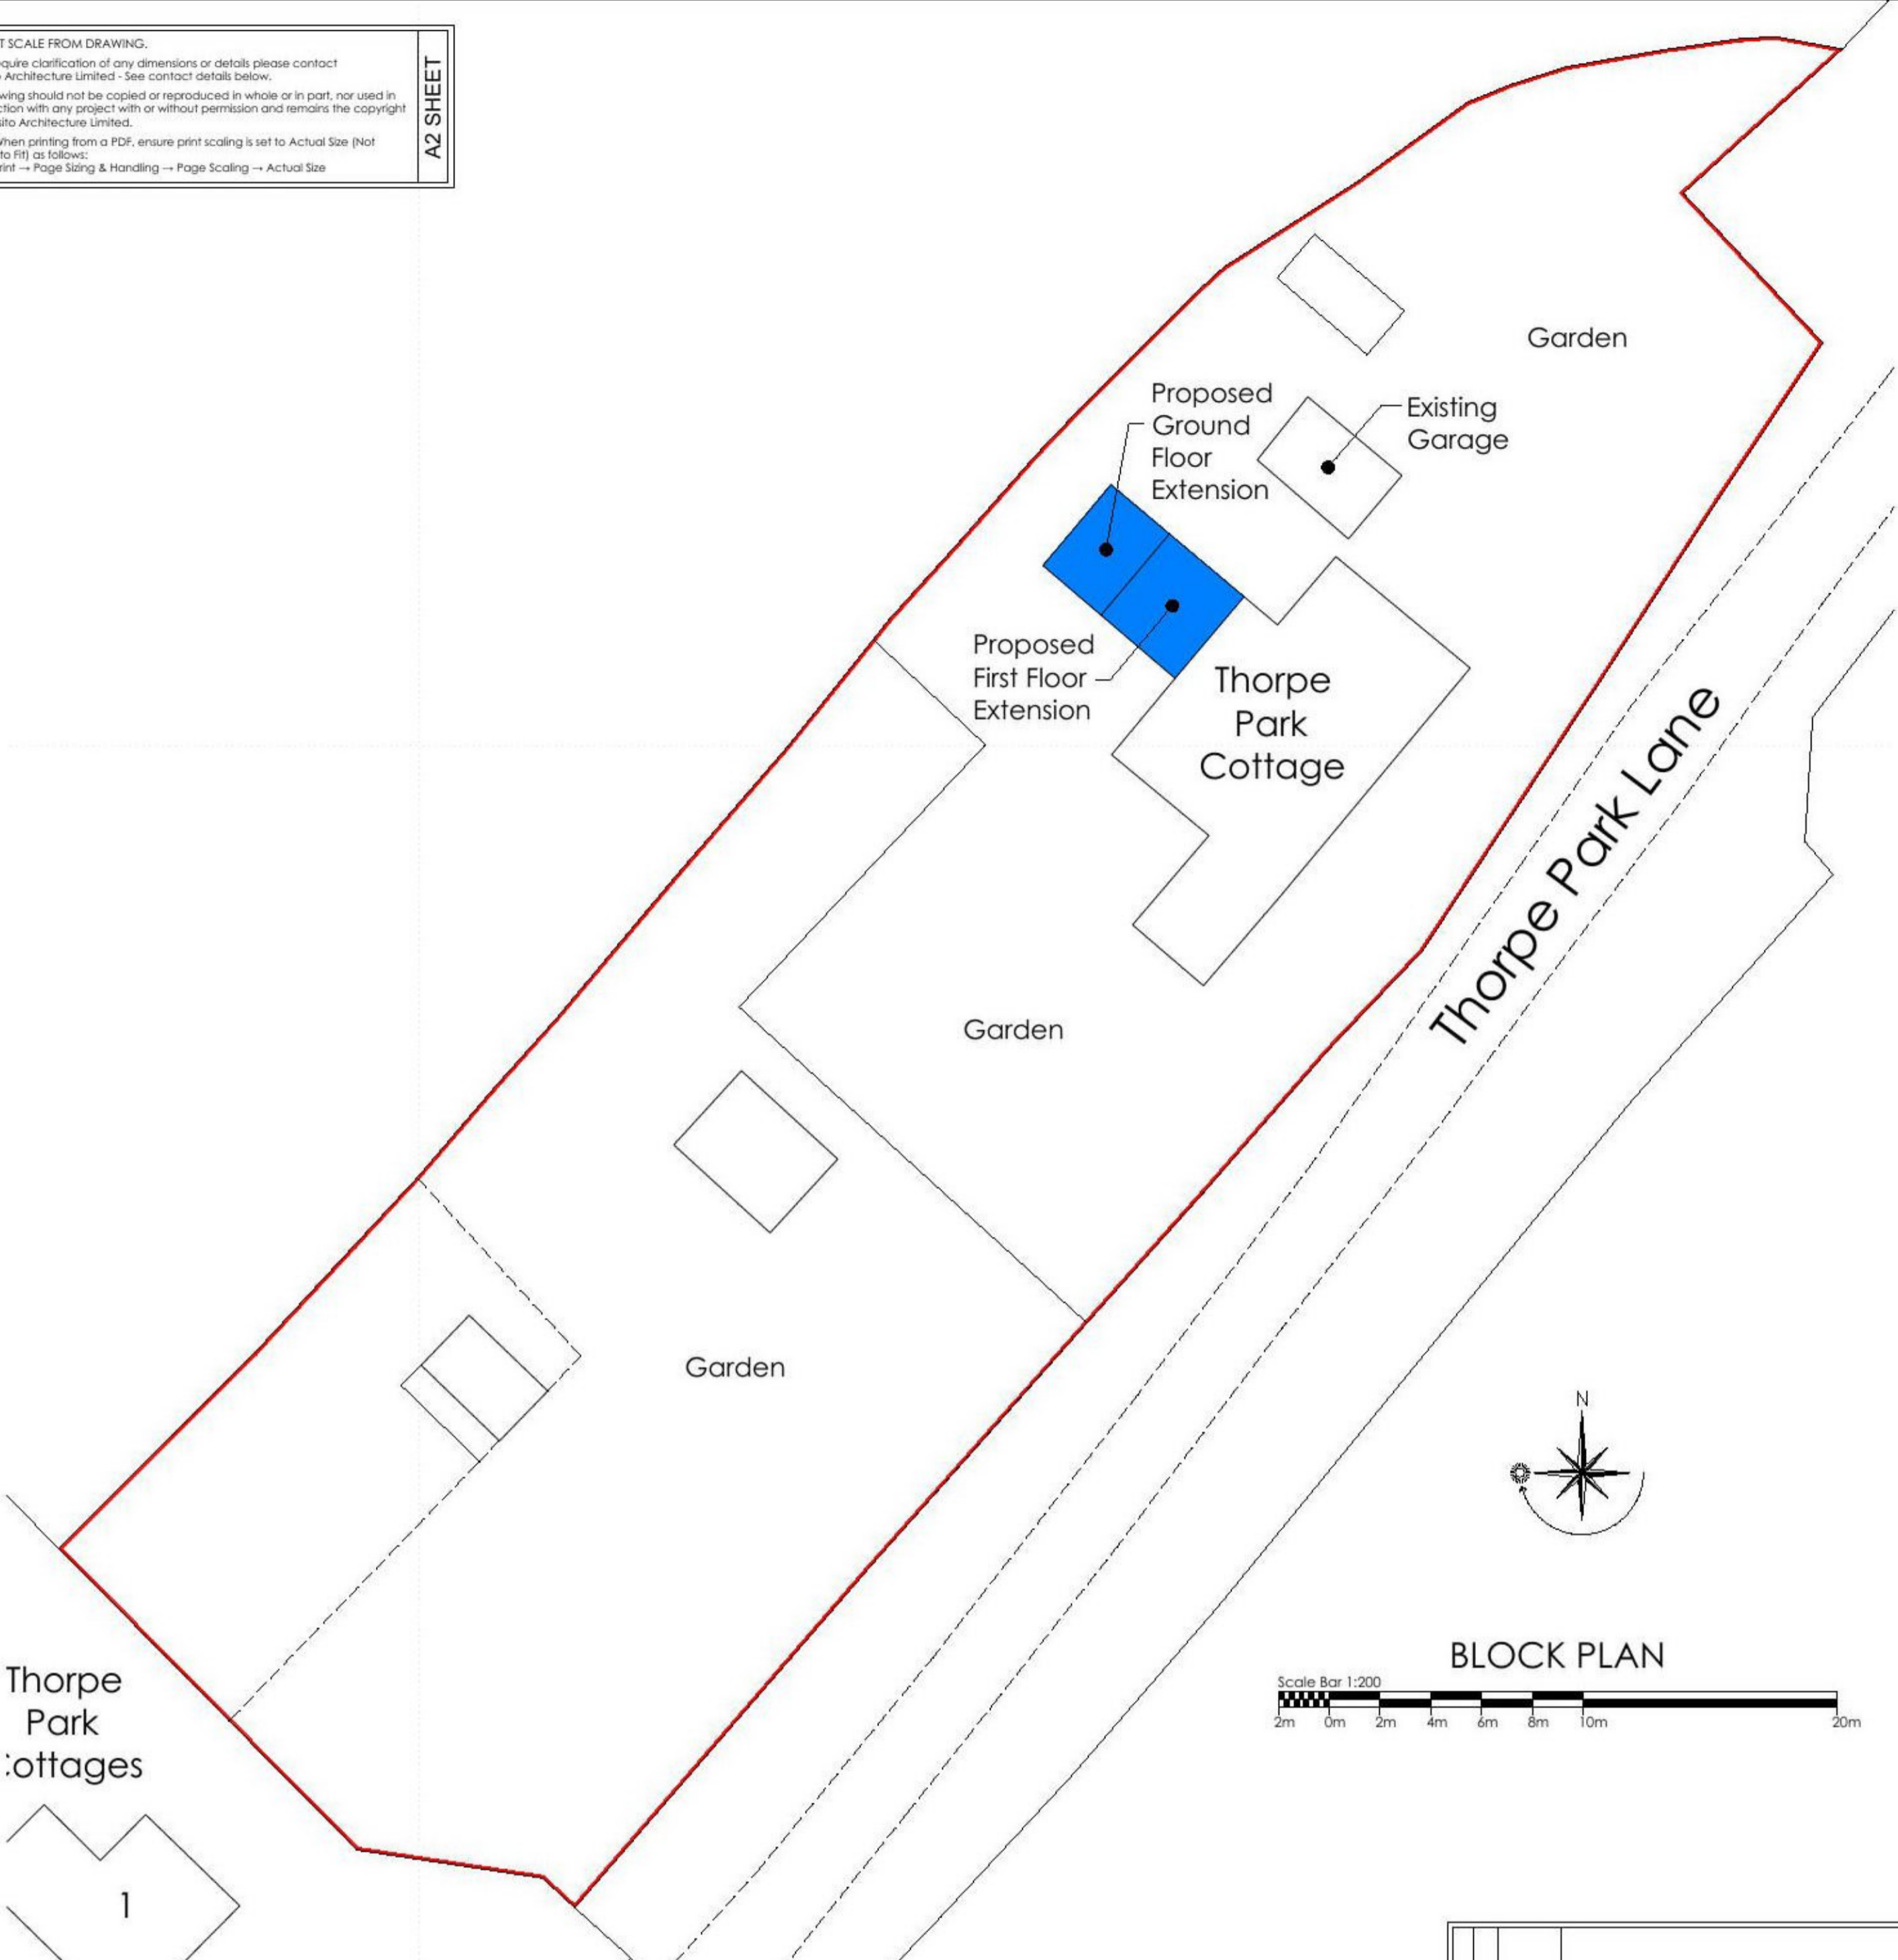 T SCALE FROM DRAWING.
quire clarification of any dimensions or details please contact
Architecture Limited - See contact details below.
wing should not be copied or reproduced in whole or in part, nor used in
ction with any project with or without permission and remains the copyright
sito Architecture Limited.
When printing from a PDF, ensure print scaling is set to Actual Size (Not
to Fit) as follows:
rint → Page Sizing & Handling → Page Scaling → Actual Size
A2 SHEET
Garden
Proposed
Ground
Floor
Extension
Existing
Garage
Proposed
First Floor
Extension
Thorpe
Park
Cottage
Thorpe Park Lane
Garden
Garden
N
Thorpe
Park
ottages
1
BLOCK PLAN
Scale Bar 1:200
2m 0m 2m 4m 6m 8m 10m 20m